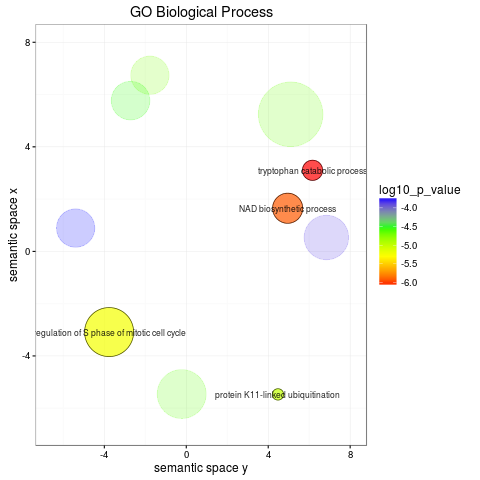 GO Biological Process
8
4
0
-4
semantic space x
tryptophan catabolic process
NAD biosynthetic process
egulation of S phase of mitotic cell cycle
protein K11-linked ubiquitination
-4
0
4
8
semantic space y
log10_p_value
-4.0
-4.5
-5.0
-5.5
-6.0